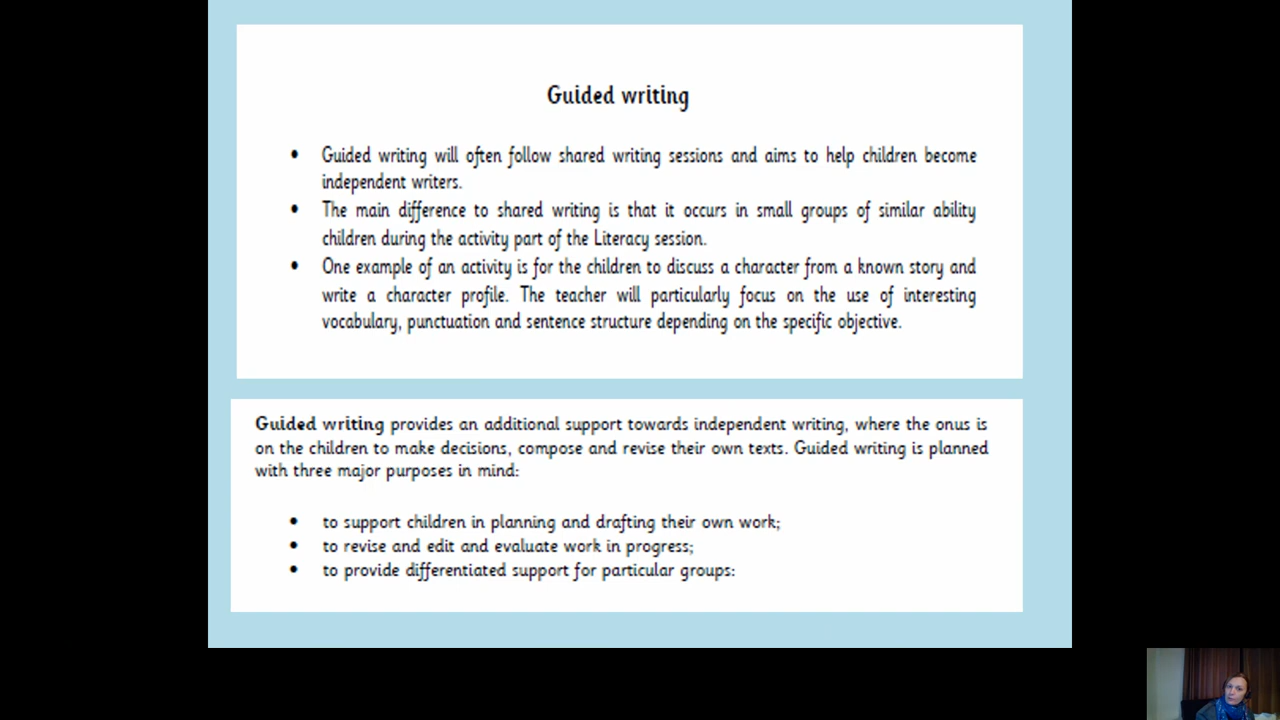 Guided writing
• Guided writing will often follow shared writing sessions and aims to help children become
independent writers.
• The main difference to shared writing is that it occurs in small groups of similar ability
children during the activity part of the Literacy session.
• One example of an activity is for the children to discuss a character from a known story and
write a character profile. The teacher will particularly focus on the use of interesting
vocabulary, punctuation and sentence structure depending on the specific objective.
Guided writing provides an additional support towards independent writing, where the onus is
on the children to make decisions, compose and revise their own texts. Guided writing is planned
with three major purposes in mind:
• to support children in planning and drafting their own work;
• to revise and edit and evaluate work in progress;
• to provide differentiated support for particular groups: